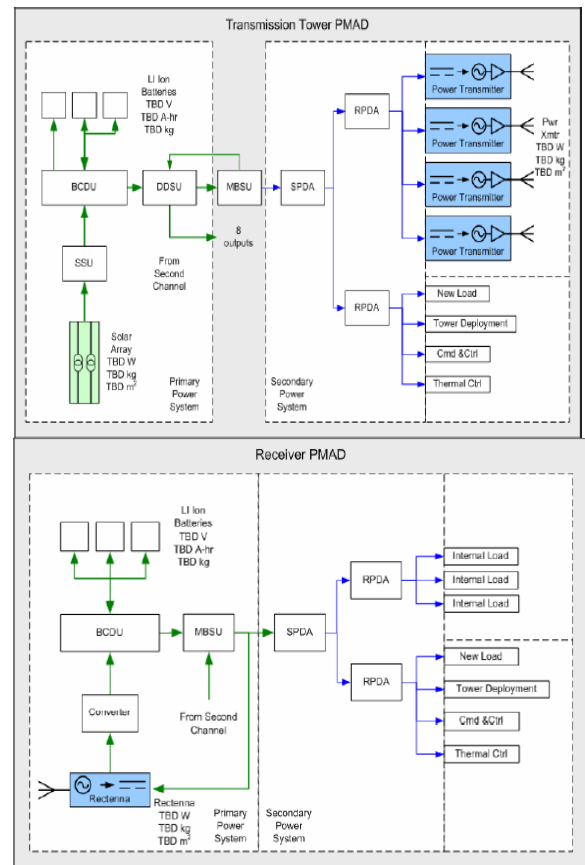 Transmission Tower PMAD
LI Ion
Batteries
TBD V
TBD A-hr
TBD kg
BCDU
DDSU
MBSU
SPDA
RPDA
Power Transmitter
Power Transmitter
Power Transmitter
Power Transmitter
Pwr
Xmtr
TBD W
TBD kg
TBD m²
8
outputs
From
Second
Channel
SSU
Solar
Array
TBD W
TBD kg
TBD m²
Primary
Power
System
Secondary
Power
System
RPDA
New Load
Tower Deployment
Cmd &Ctrl
Thermal Ctrl
Receiver PMAD
LI Ion
Batteries
TBD V
TBD A-hr
TBD kg
BCDU
MBSU
SPDA
RPDA
Internal Load
Internal Load
Internal Load
RPDA
New Load
Tower Deployment
Cmd &Ctrl
Thermal Ctrl
Converter
From Second
Channel
Rectenna
Rectenna
TBD W
TBD kg
TBD m²
Primary
Power
System
Secondary
Power
System